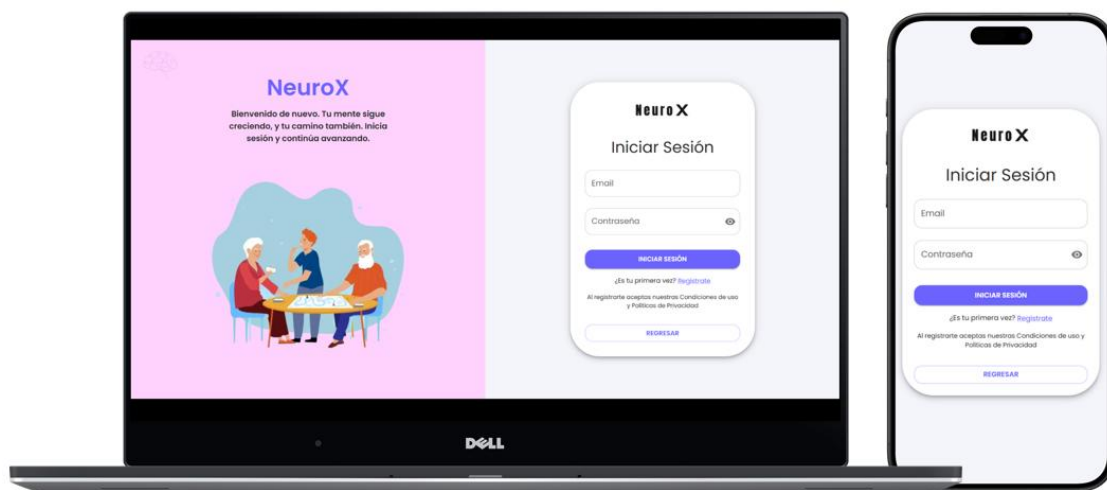 NeuroX
Bienvenido de nuevo. Tu mente sigue
creciendo, y tu camino también. Inicia
sesión y continúa avanzando.
Neuro X
Iniciar Sesión
Email
Contraseña
INICIAR SESIÓN
¿Es tu primera vez? Registrate
Al registrarte aceptas nuestras Condiciones de uso
y Políticas de Privacidad
REGRESAR
DELL
Neuro X
Iniciar Sesión
Email
Contraseña
INICIAR SESIÓN
¿Es tu primera vez? Registrate
Al registrarte aceptas nuestras Condiciones de uso y
Políticas de Privacidad
REGRESAR